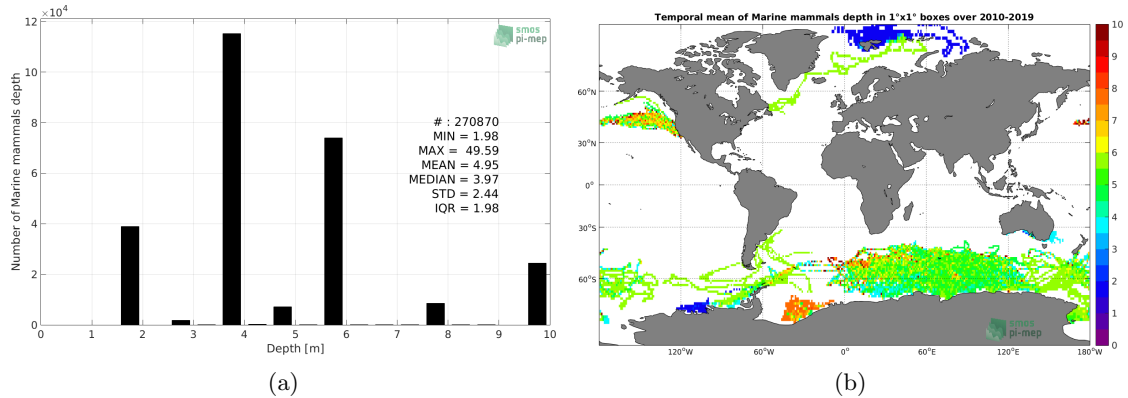 ×10⁴
12
10
8
6
4
2
0
Number of Marine mammals depth
smos
pi-mep
# : 270870
MIN = 1.98
MAX = 49.59
MEAN = 4.95
MEDIAN = 3.97
STD = 2.44
IQR = 1.98
0 1 2 3 4 5 6 7 8 9 10
Depth [m]
(a)
Temporal mean of Marine mammals depth in 1°x1° boxes over 2010-2019
60°N
30°N
0°
30°S
60°S
120°W 60°W 0° 60°E 120°E 180°W
smos
pi-mep
10
9
8
7
6
5
4
3
2
1
0
(b)